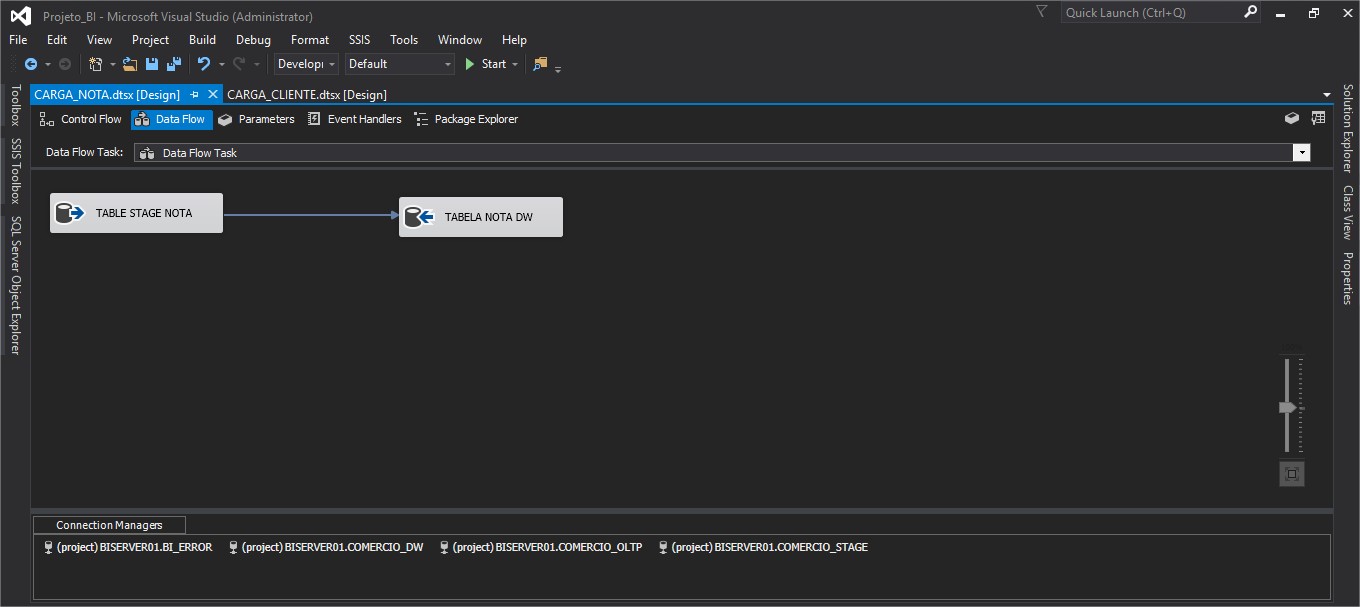 Projeto_BI - Microsoft Visual Studio (Administrator)
Quick Launch (Ctrl+Q)
File Edit View Project Build Debug Format SSIS Tools Window Help
Develop Default Start
CARGA_NOTA.dtsx [Design] CARGA_CLIENTE.dtsx [Design]
Control Flow Data Flow Parameters Event Handlers Package Explorer
Data Flow Task: Data Flow Task
Toolbox
SSIS Toolbox
SQL Server Object Explorer
TABLE STAGE NOTA
TABELA NOTA DW
Solution Explorer
Class View
Properties
Connection Managers
(project) BISERVER01.BI_ERROR (project) BISERVER01.COMERCIO_DW (project) BISERVER01.COMERCIO_OLTP (project) BISERVER01.COMERCIO_STAGE